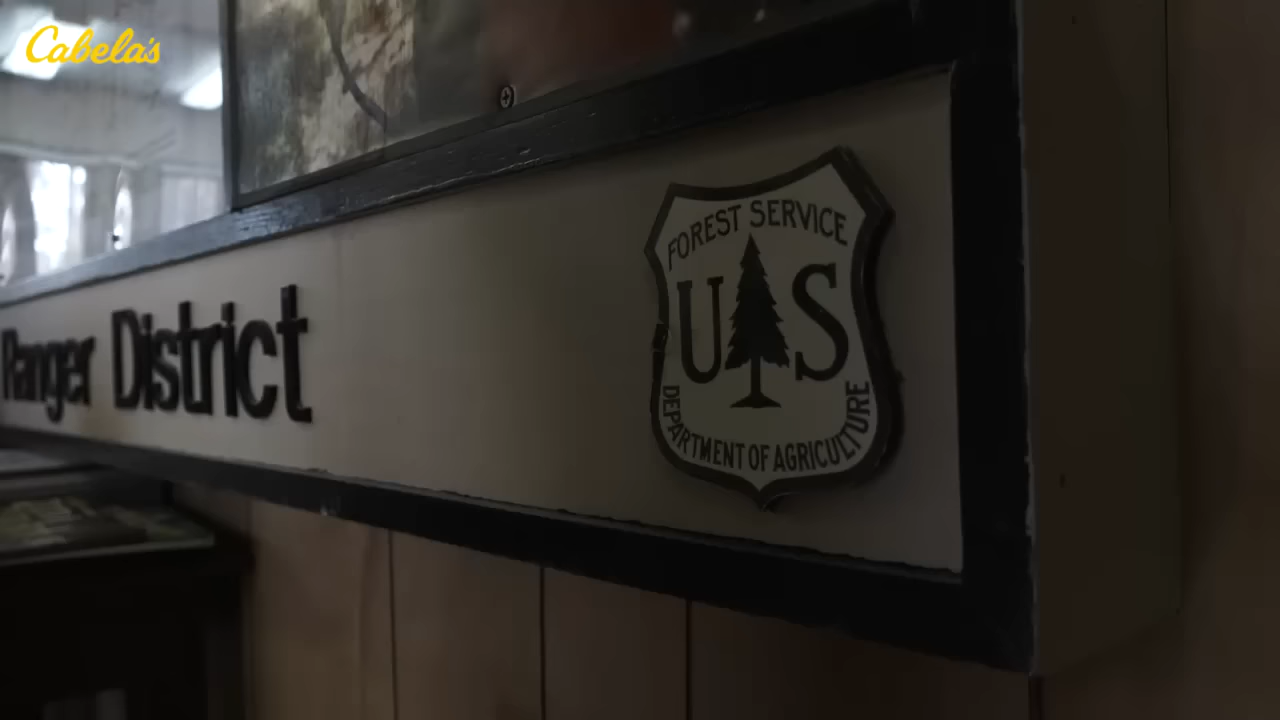 Cabela's
Ranger District
FOREST SERVICE
U S
DEPARTMENT OF AGRICULTURE